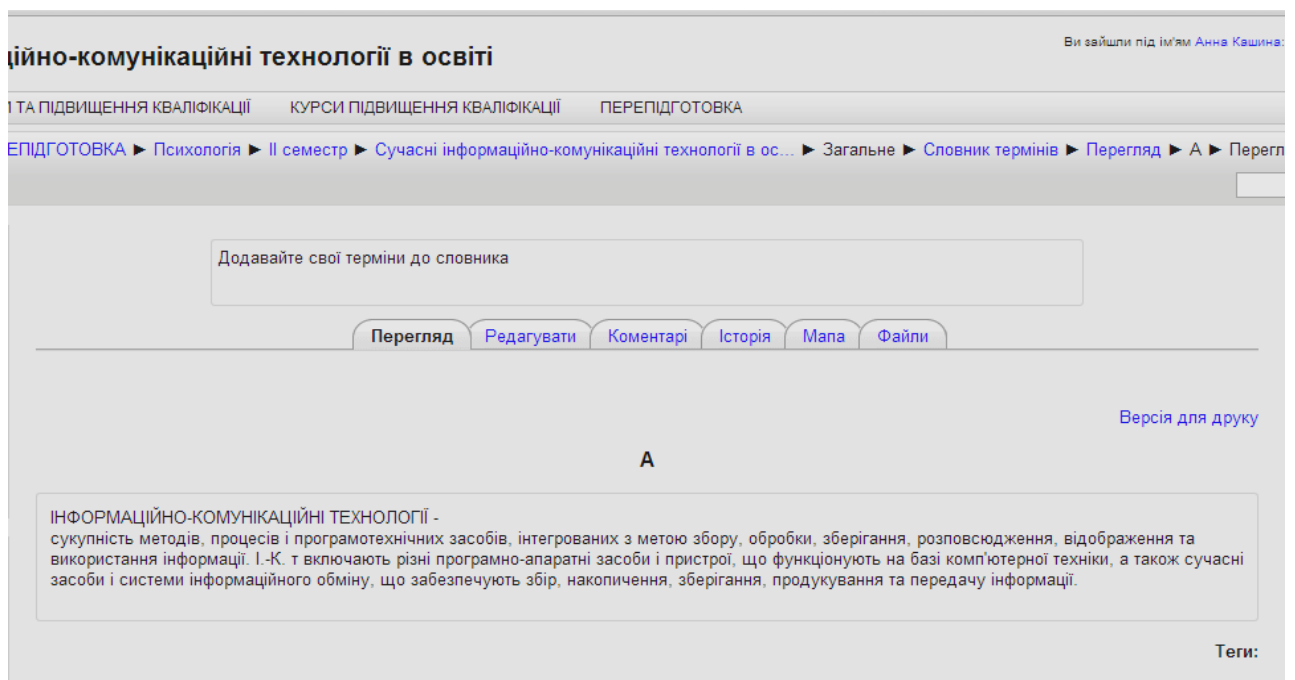 Ви зайшли під ім'ям Анна Кашина:
ційно-комунікаційні технології в освіті
И ТА ПІДВИЩЕННЯ КВАЛІФІКАЦІЇ КУРСИ ПІДВИЩЕННЯ КВАЛІФІКАЦІЇ ПЕРЕПІДГОТОВКА
ЕПІДГОТОВКА ► Психологія ► II семестр ► Сучасні інформаційно-комунікаційні технології в ос... ► Загальне ► Словник термінів ► Перегляд ► А ► Перегл
Додавайте свої терміни до словника
Перегляд Редагувати Коментарі Історія Мапа Файли
Версія для друку
А
ІНФОРМАЦІЙНО-КОМУНІКАЦІЙНІ ТЕХНОЛОГІЇ -
сукупність методів, процесів і програмотехнічних засобів, інтегрованих з метою збору, обробки, зберігання, розповсюдження, відображення та
використання інформації. І.-К. т включають різні програмно-апаратні засоби і пристрої, що функціонують на базі комп'ютерної техніки, а також сучасні
засоби і системи інформаційного обміну, що забезпечують збір, накопичення, зберігання, продукування та передачу інформації.
Теги: